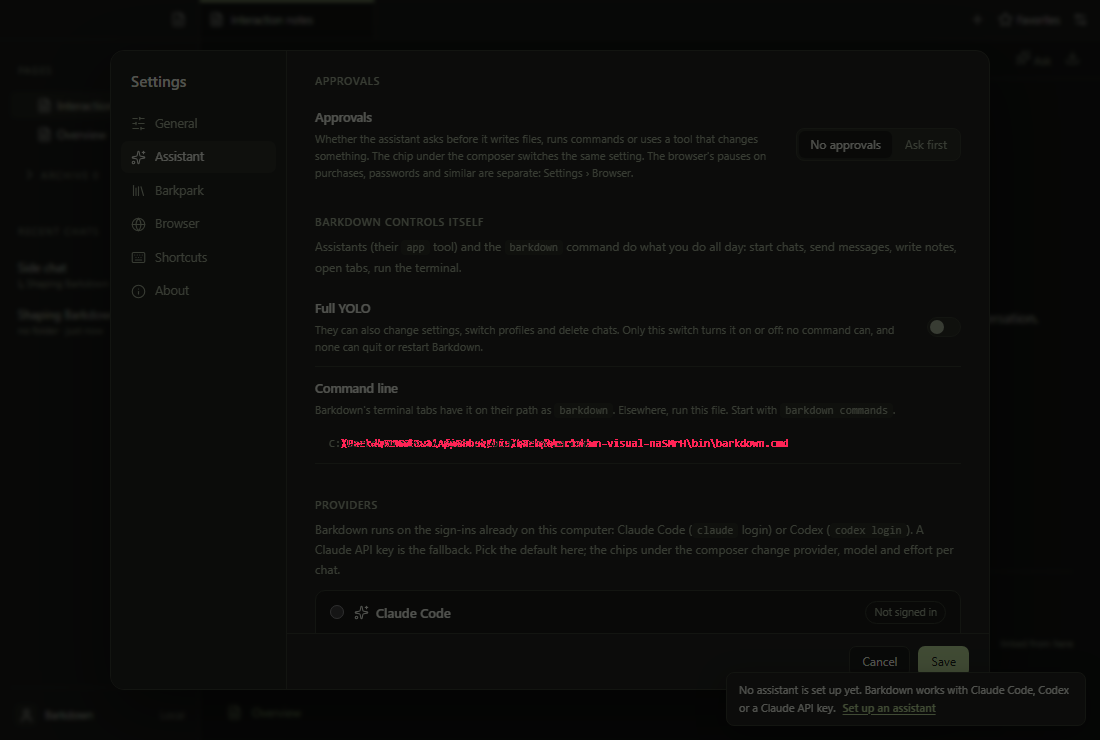 Interaction notes
Favorites
Settings
General
Assistant
Barkpark
Browser
Shortcuts
About
APPROVALS
Approvals
Whether the assistant asks before it writes files, runs commands or uses a tool that changes
something. The chip under the composer switches the same setting. The browser's pauses on
purchases, passwords and similar are separate: Settings › Browser.
No approvals
Ask first
BARKDOWN CONTROLS ITSELF
Assistants (their app tool) and the barkdown command do what you do all day: start chats, send messages, write notes,
open tabs, run the terminal.
Full YOLO
They can also change settings, switch profiles and delete chats. Only this switch turns it on or off: no command can, and
none can quit or restart Barkdown.
Command line
Barkdown's terminal tabs have it on their path as barkdown. Elsewhere, run this file. Start with barkdown commands.
PROVIDERS
Barkdown runs on the sign-ins already on this computer: Claude Code (claude login) or Codex (codex login). A
Claude API key is the fallback. Pick the default here; the chips under the composer change provider, model and effort per
chat.
Claude Code
Not signed in
Cancel
Save
No assistant is set up yet. Barkdown works with Claude Code, Codex
or a Claude API key. Set up an assistant
Overview
Side chat